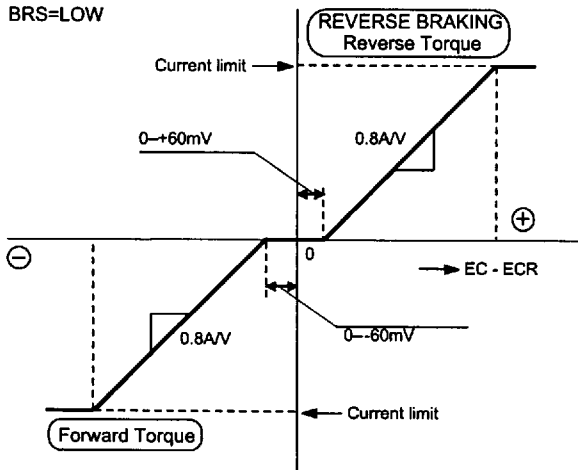 BRS=LOW
REVERSE BRAKING
Reverse Torque
Current limit
0–+60mV
0.8A/V
+
−
0
EC - ECR
0.8A/V
0–-60mV
Current limit
Forward Torque